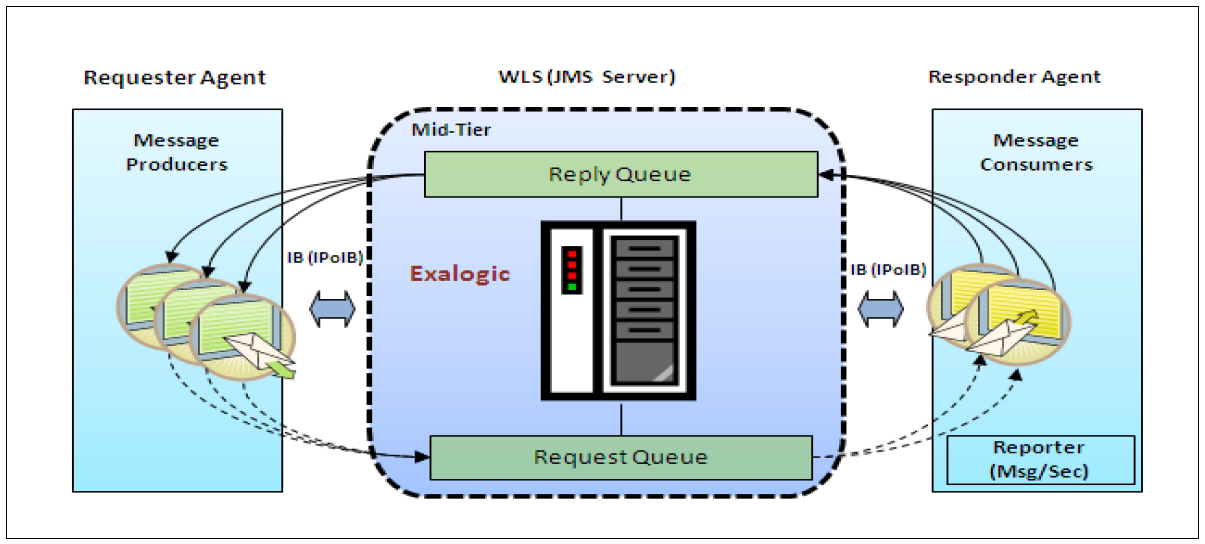 Requester Agent
WLS (JMS Server)
Responder Agent
Message
Producers
Mid-Tier
Reply Queue
Message
Consumers
IB (IPoIB)
Exalogic
IB (IPoIB)
Request Queue
Reporter
(Msg/Sec)